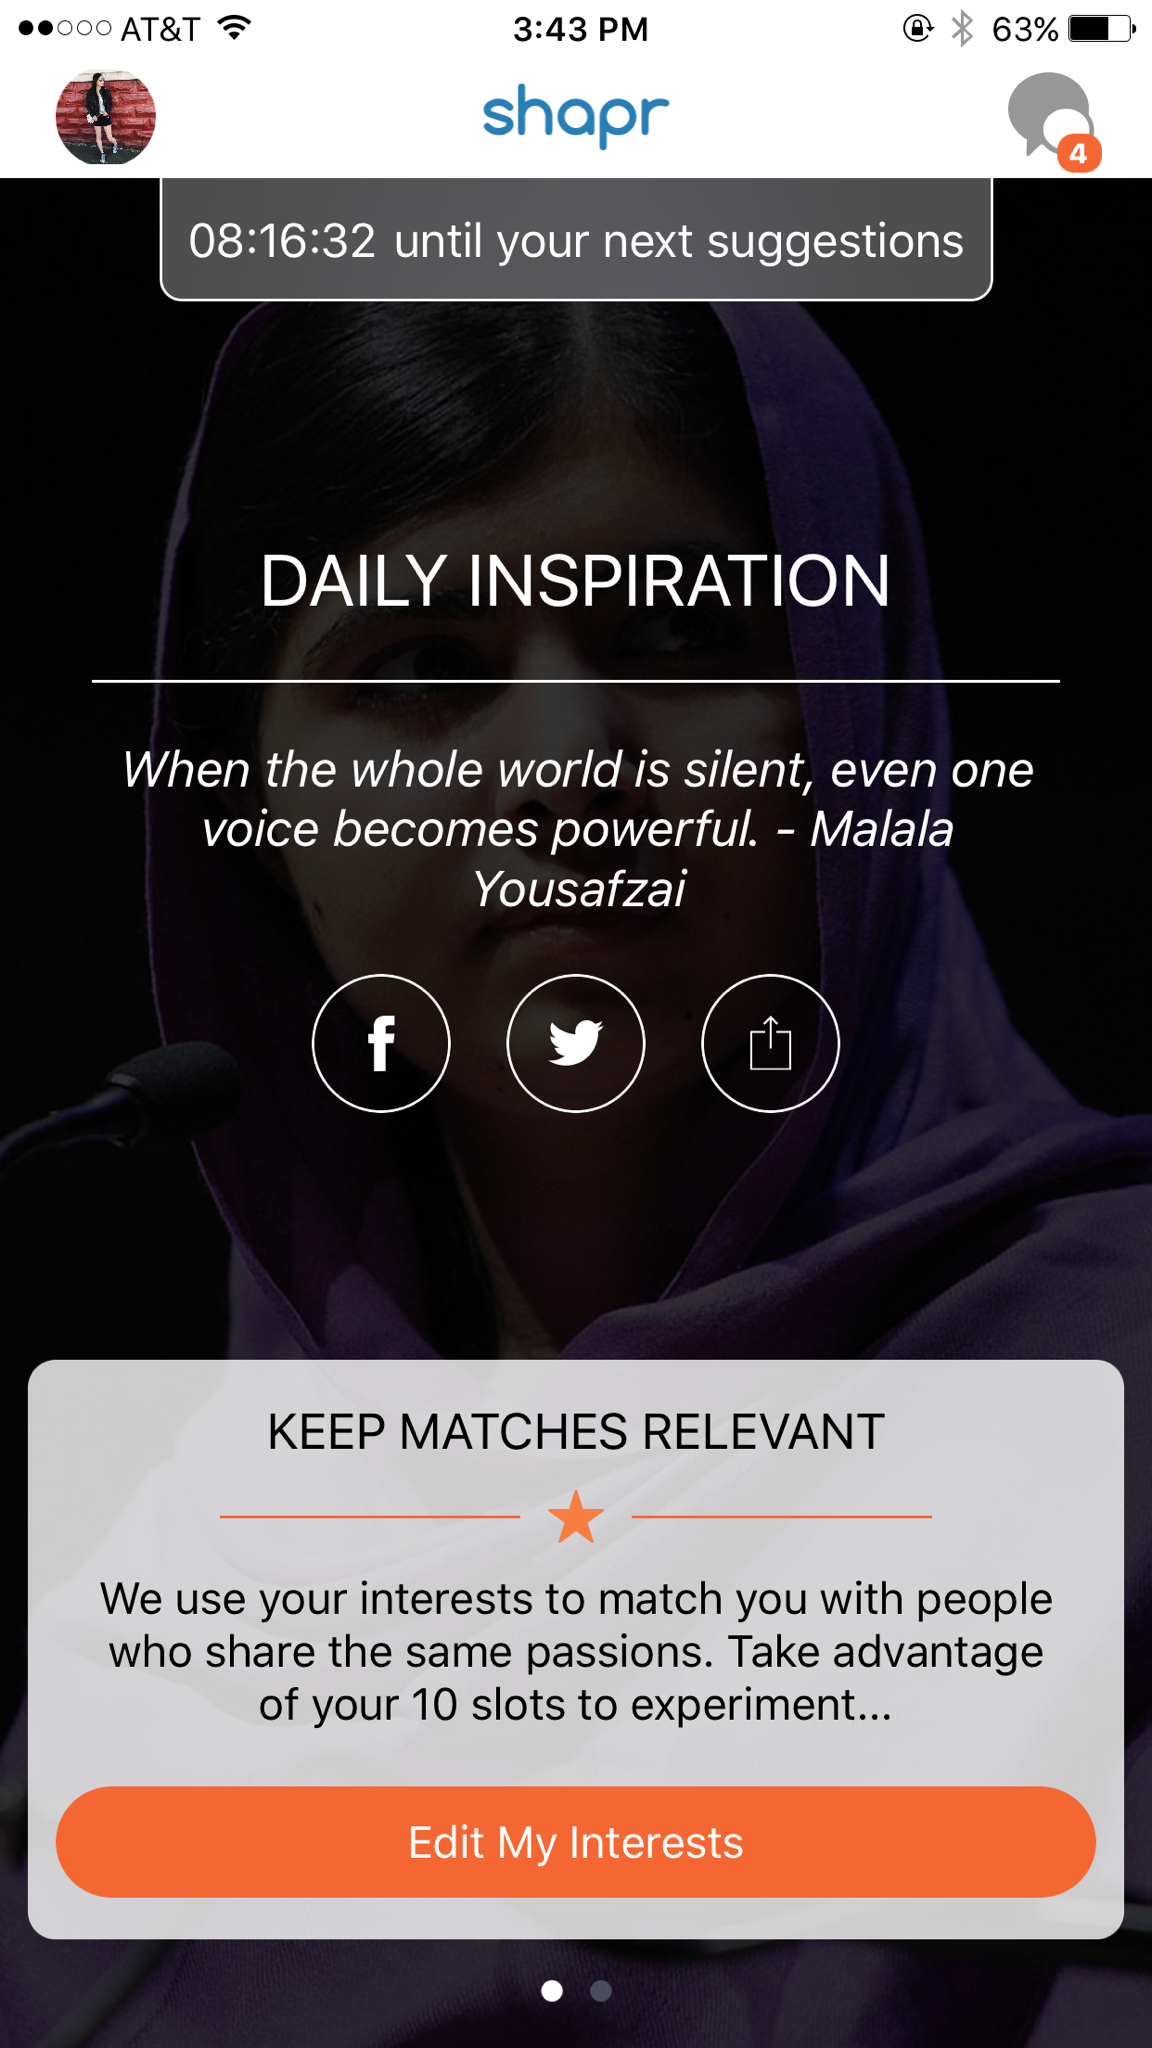 AT&T 3:43 PM 63%
shapr
4
08:16:32 until your next suggestions
DAILY INSPIRATION
When the whole world is silent, even one
voice becomes powerful. - Malala
Yousafzai
KEEP MATCHES RELEVANT
We use your interests to match you with people
who share the same passions. Take advantage
of your 10 slots to experiment...
Edit My Interests